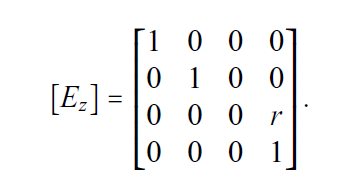 [E_z] =
1 0 0 0
0 1 0 0
0 0 0 r
0 0 0 1
.